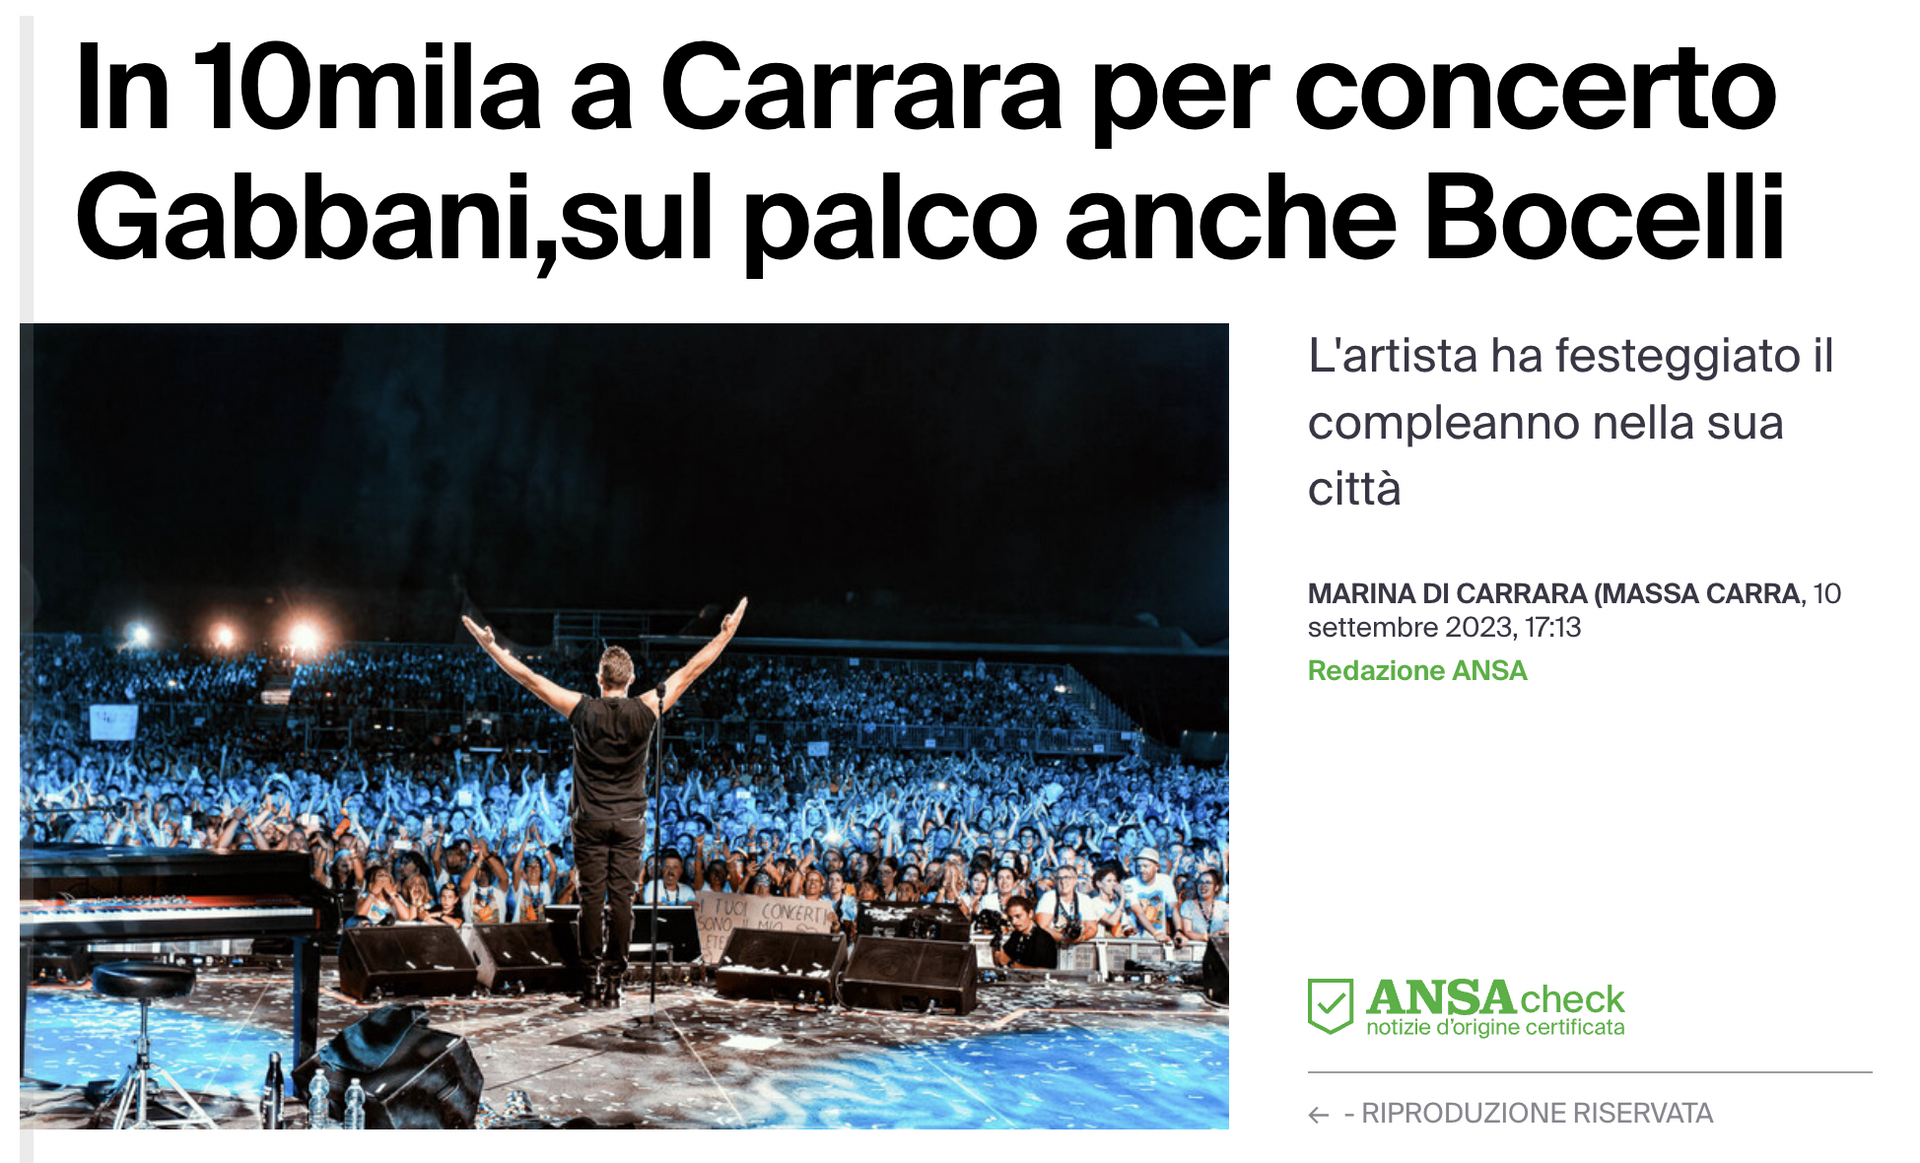 In 10mila a Carrara per concerto
Gabbani,sul palco anche Bocelli
L'artista ha festeggiato il
compleanno nella sua
città
MARINA DI CARRARA (MASSA CARRA, 10
settembre 2023, 17:13
Redazione ANSA
I TUOI CONCERTI
SONO IL MIO
ANSA check
notizie d'origine certificata
← - RIPRODUZIONE RISERVATA